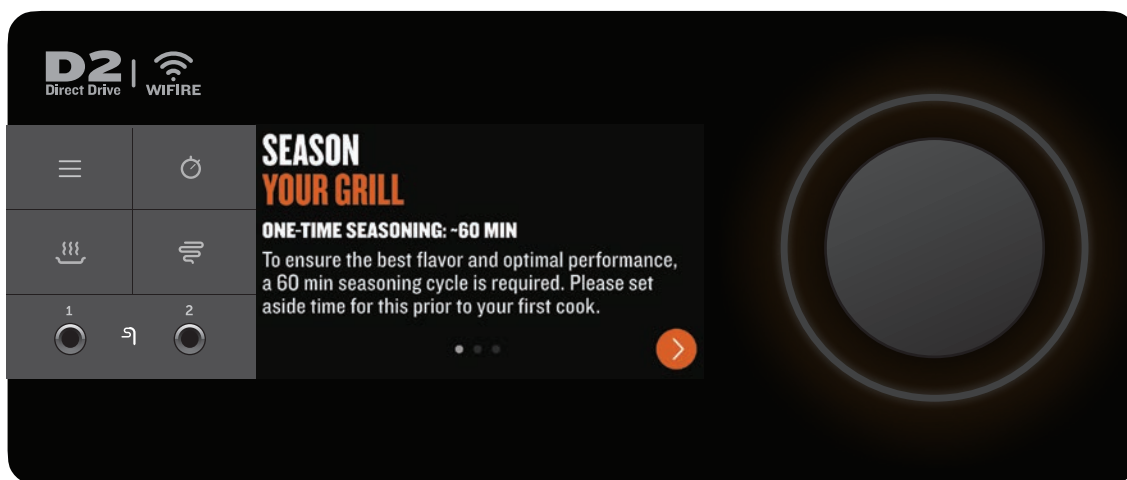 D2
Direct Drive
WIFIRE
SEASON
YOUR GRILL
ONE-TIME SEASONING: ~60 MIN
To ensure the best flavor and optimal performance,
a 60 min seasoning cycle is required. Please set
aside time for this prior to your first cook.
1 2